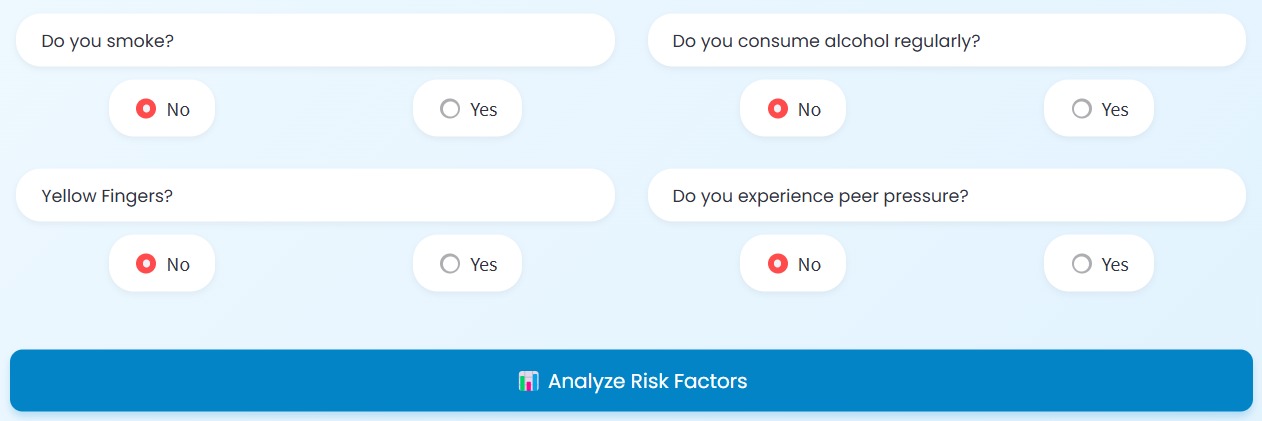 Do you smoke?
Do you consume alcohol regularly?
No
Yes
No
Yes
Yellow Fingers?
Do you experience peer pressure?
No
Yes
No
Yes
Analyze Risk Factors